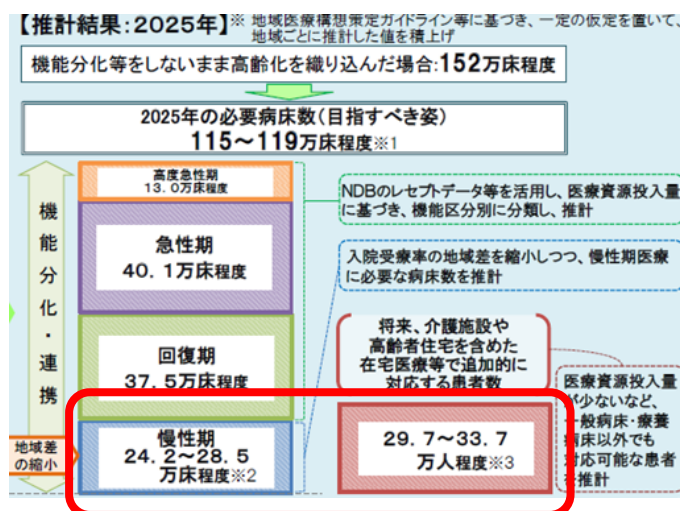 【推計結果:2025年】※ 地域医療構想策定ガイドライン等に基づき、一定の仮定を置いて、
地域ごとに推計した値を積上げ
機能分化等をしないまま高齢化を織り込んだ場合:152万床程度
2025年の必要病床数(目指すべき姿)
115～119万床程度※1
機能分化・連携
高度急性期
13.0万床程度
急性期
40.1万床程度
回復期
37.5万床程度
慢性期
24.2～28.5
万床程度※2
地域差
の縮小
NDBのレセプトデータ等を活用し、医療資源投入量
に基づき、機能区分別に分類し、推計
入院受療率の地域差を縮小しつつ、慢性期医療
に必要な病床数を推計
将来、介護施設や
高齢者住宅を含めた
在宅医療等で追加的に
対応する患者数
29.7～33.7
万人程度※3
医療資源投入量
が少ないなど、
一般病床・療養
病床以外でも
対応可能な患者
を推計